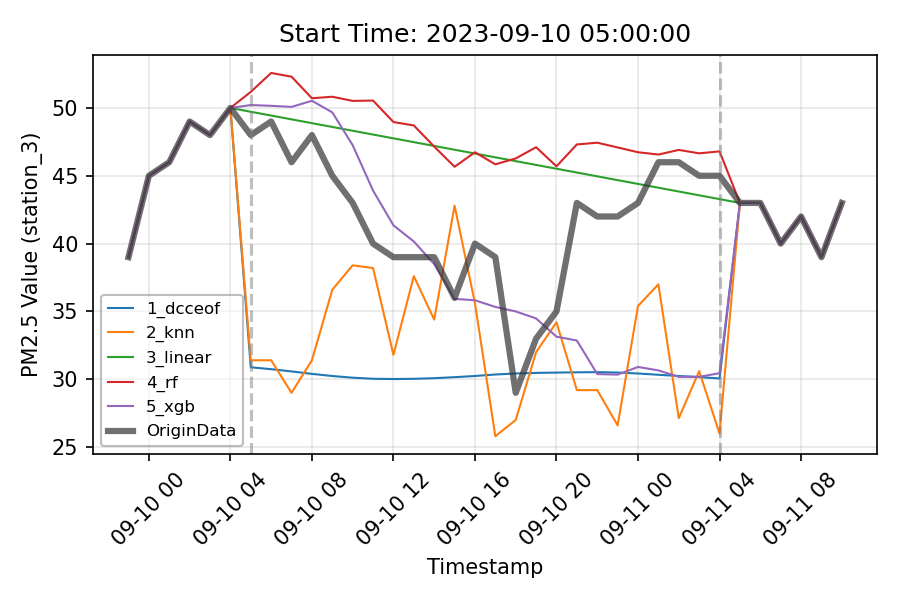 Start Time: 2023-09-10 05:00:00
PM2.5 Value (station_3)
50
45
40
35
30
25
1_dcceof
2_knn
3_linear
4_rf
5_xgb
OriginData
09-10 00
09-10 04
09-10 08
09-10 12
09-10 16
09-10 20
09-11 00
09-11 04
09-11 08
Timestamp